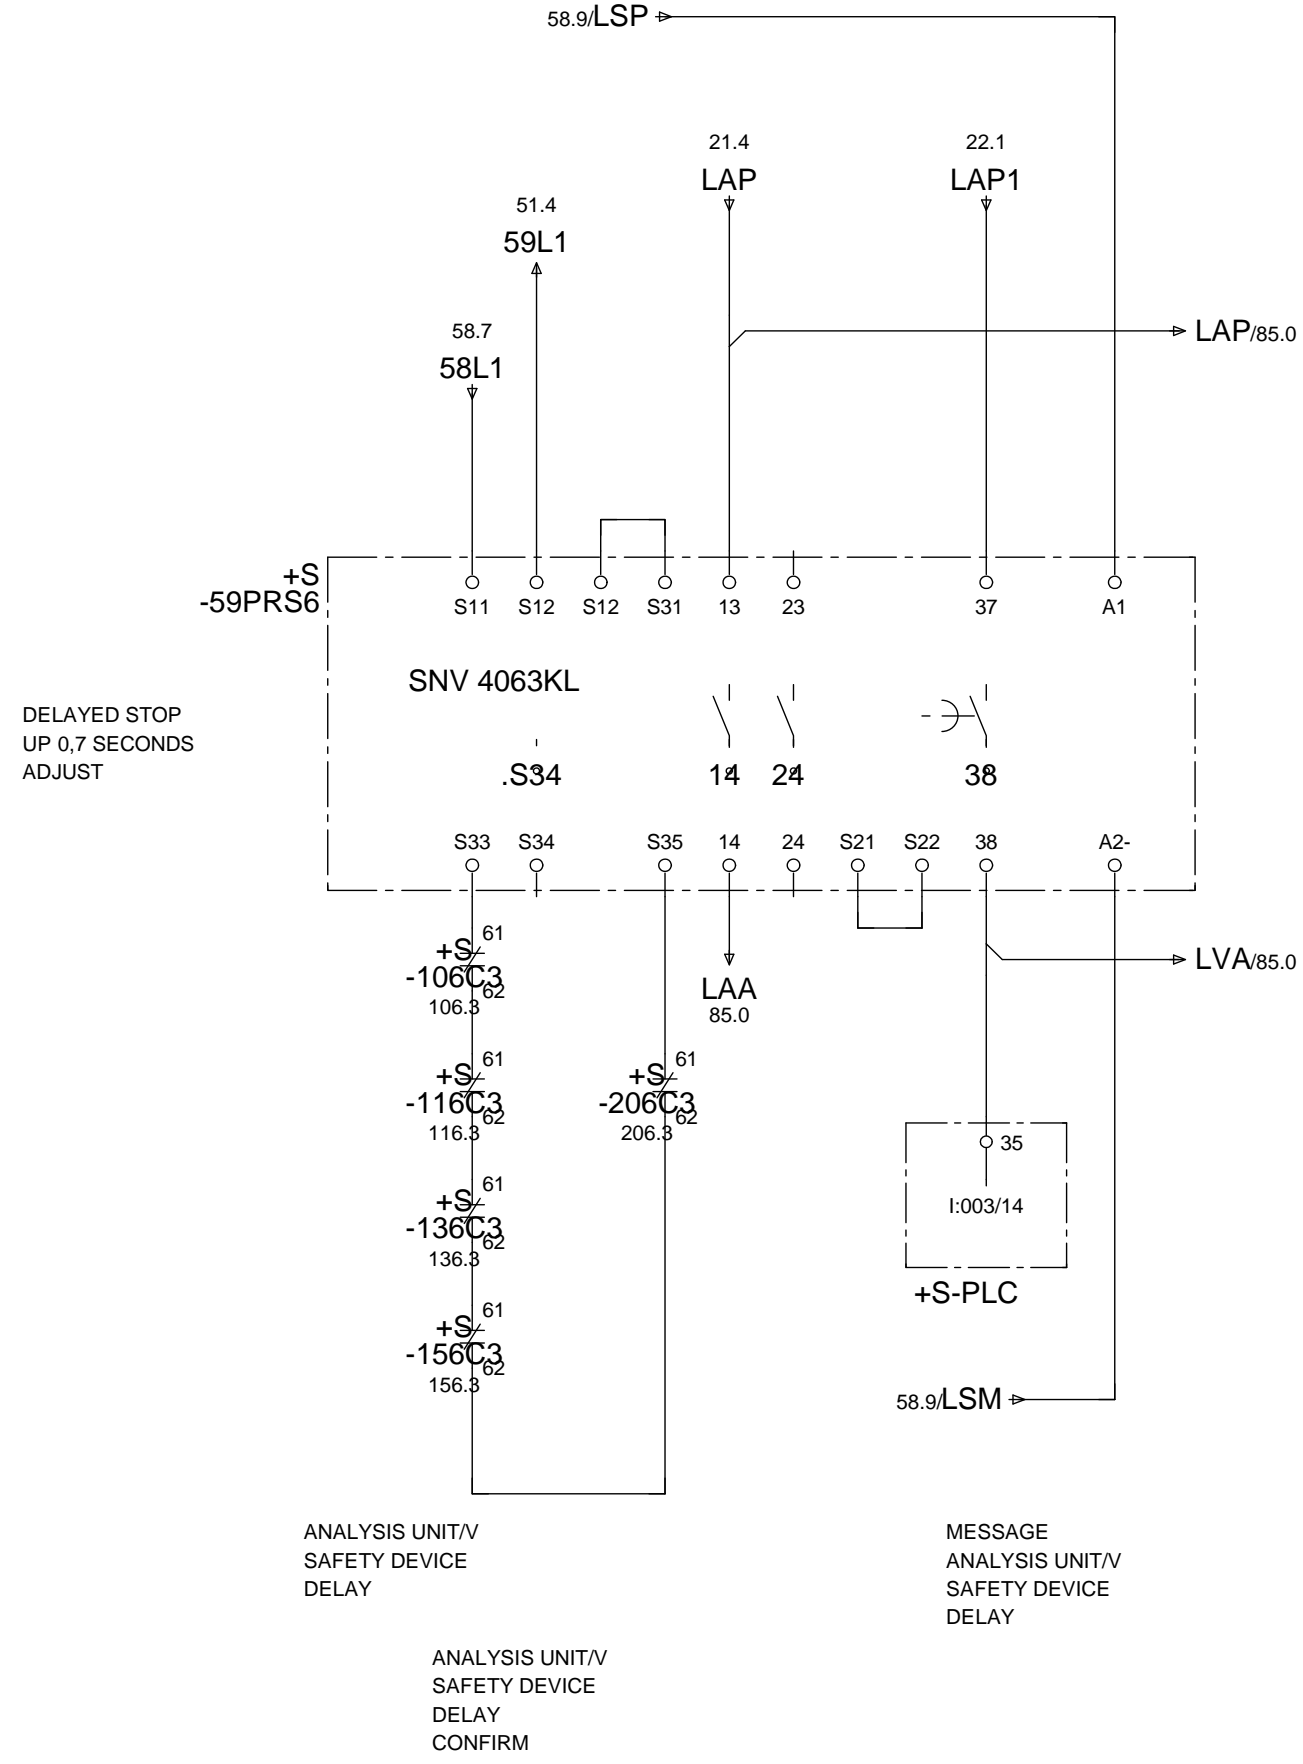 58.9/LSP
21.4
LAP
22.1
LAP1
51.4
59L1
58.7
58L1
LAP/85.0
+S
-59PRS6
S11 S12 S12 S31 13 23 37 A1
SNV 4063KL
DELAYED STOP
UP 0,7 SECONDS
ADJUST
.S34 14 24 38
S33 S34 S35 14 24 S21 S22 38 A2-
+S 61
-106C3
62
106.3
LAA
85.0
LVA/85.0
+S 61
-116C3
62
116.3
+S 61
-206C3
62
206.3
35
I:003/14
+S-PLC
+S 61
-136C3
62
136.3
+S 61
-156C3
62
156.3
58.9/LSM
ANALYSIS UNIT/V
SAFETY DEVICE
DELAY
MESSAGE
ANALYSIS UNIT/V
SAFETY DEVICE
DELAY
ANALYSIS UNIT/V
SAFETY DEVICE
DELAY
CONFIRM